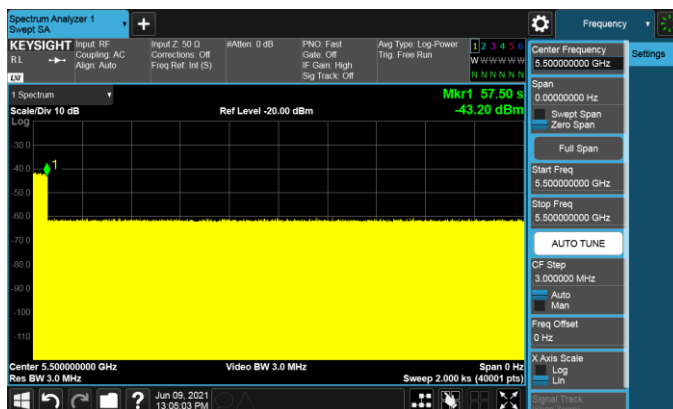 Spectrum Analyzer 1
Swept SA
Frequency
KEYSIGHT
RL
LXI
Input: RF
Coupling: AC
Align: Auto
Input Z: 50 Ω
Corrections: Off
Freq Ref: Int (S)
#Atten: 0 dB
PNO: Fast
Gate: Off
IF Gain: High
Sig Track: Off
Avg Type: Log-Power
Trig: Free Run
1 2 3 4 5 6
W W W W W W
N N N N N N
1 Spectrum
Scale/Div 10 dB
Ref Level -20.00 dBm
Mkr1 57.50 s
-43.20 dBm
Log
-30.0
-40.0
-50.0
-60.0
-70.0
-80.0
-90.0
-100
-110
1
Center 5.500000000 GHz
Res BW 3.0 MHz
Video BW 3.0 MHz
Span 0 Hz
Sweep 2.000 ks (40001 pts)
Jun 09, 2021
13:05:03 PM
Center Frequency
5.500000000 GHz
Settings
Span
0.00000000 Hz
Swept Span
Zero Span
Full Span
Start Freq
5.500000000 GHz
Stop Freq
5.500000000 GHz
AUTO TUNE
CF Step
3.000000 MHz
Auto
Man
Freq Offset
0 Hz
X Axis Scale
Log
Lin
Signal Track